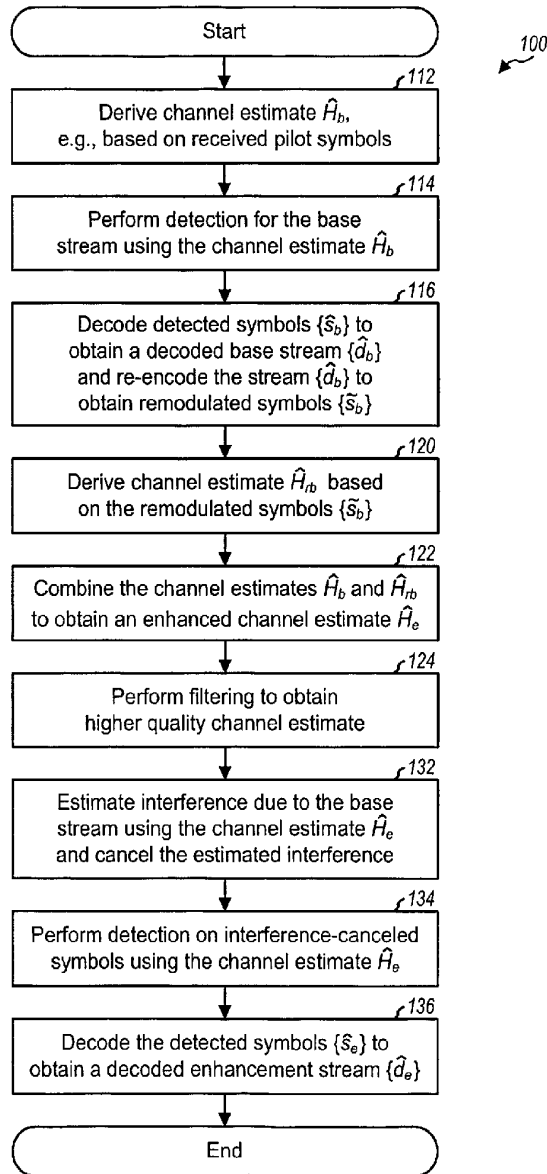 Start
100
112
Derive channel estimate Ĥb,
e.g., based on received pilot symbols
114
Perform detection for the base
stream using the channel estimate Ĥb
116
Decode detected symbols {ŝb} to
obtain a decoded base stream {d̂b}
and re-encode the stream {d̂b} to
obtain remodulated symbols {s̃b}
120
Derive channel estimate Ĥrb based
on the remodulated symbols {s̃b}
122
Combine the channel estimates Ĥb and Ĥrb
to obtain an enhanced channel estimate Ĥe
124
Perform filtering to obtain
higher quality channel estimate
132
Estimate interference due to the base
stream using the channel estimate Ĥe
and cancel the estimated interference
134
Perform detection on interference-canceled
symbols using the channel estimate Ĥe
136
Decode the detected symbols {ŝe} to
obtain a decoded enhancement stream {d̂e}
End